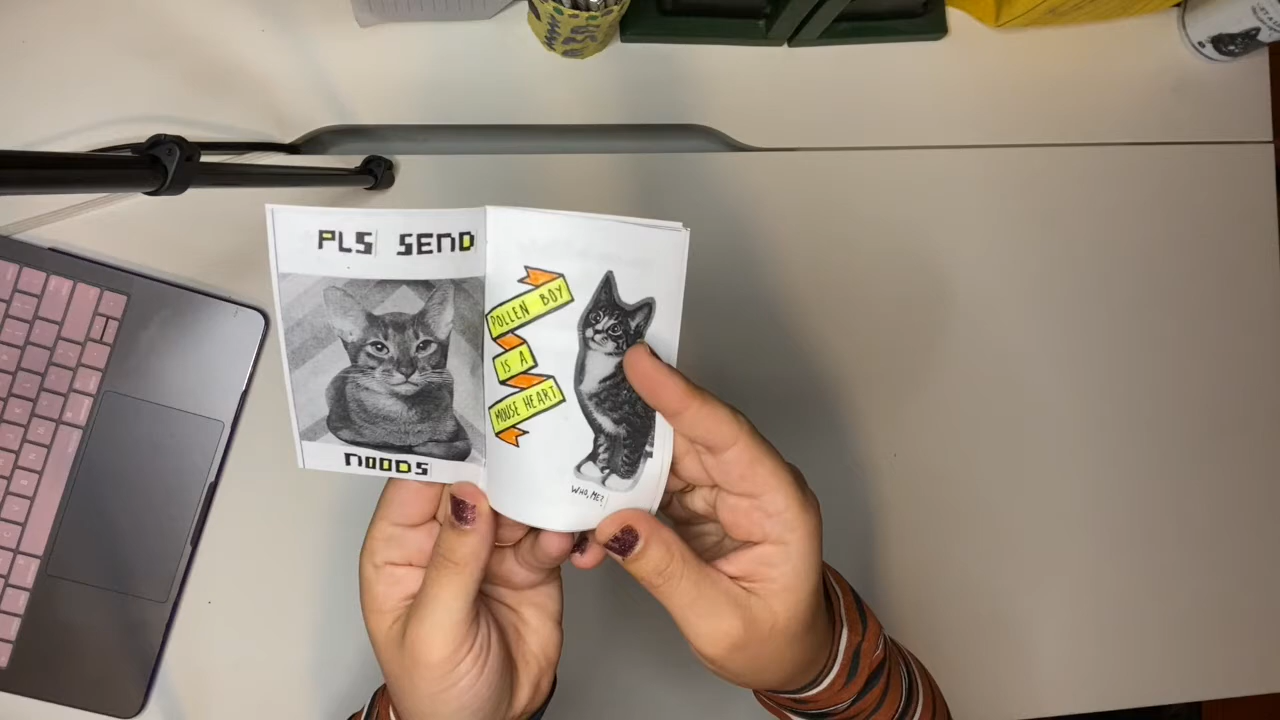 PLS SEND
NOODS
POLLEN BOY
IS A
MOUSE HEART
WHO, ME?